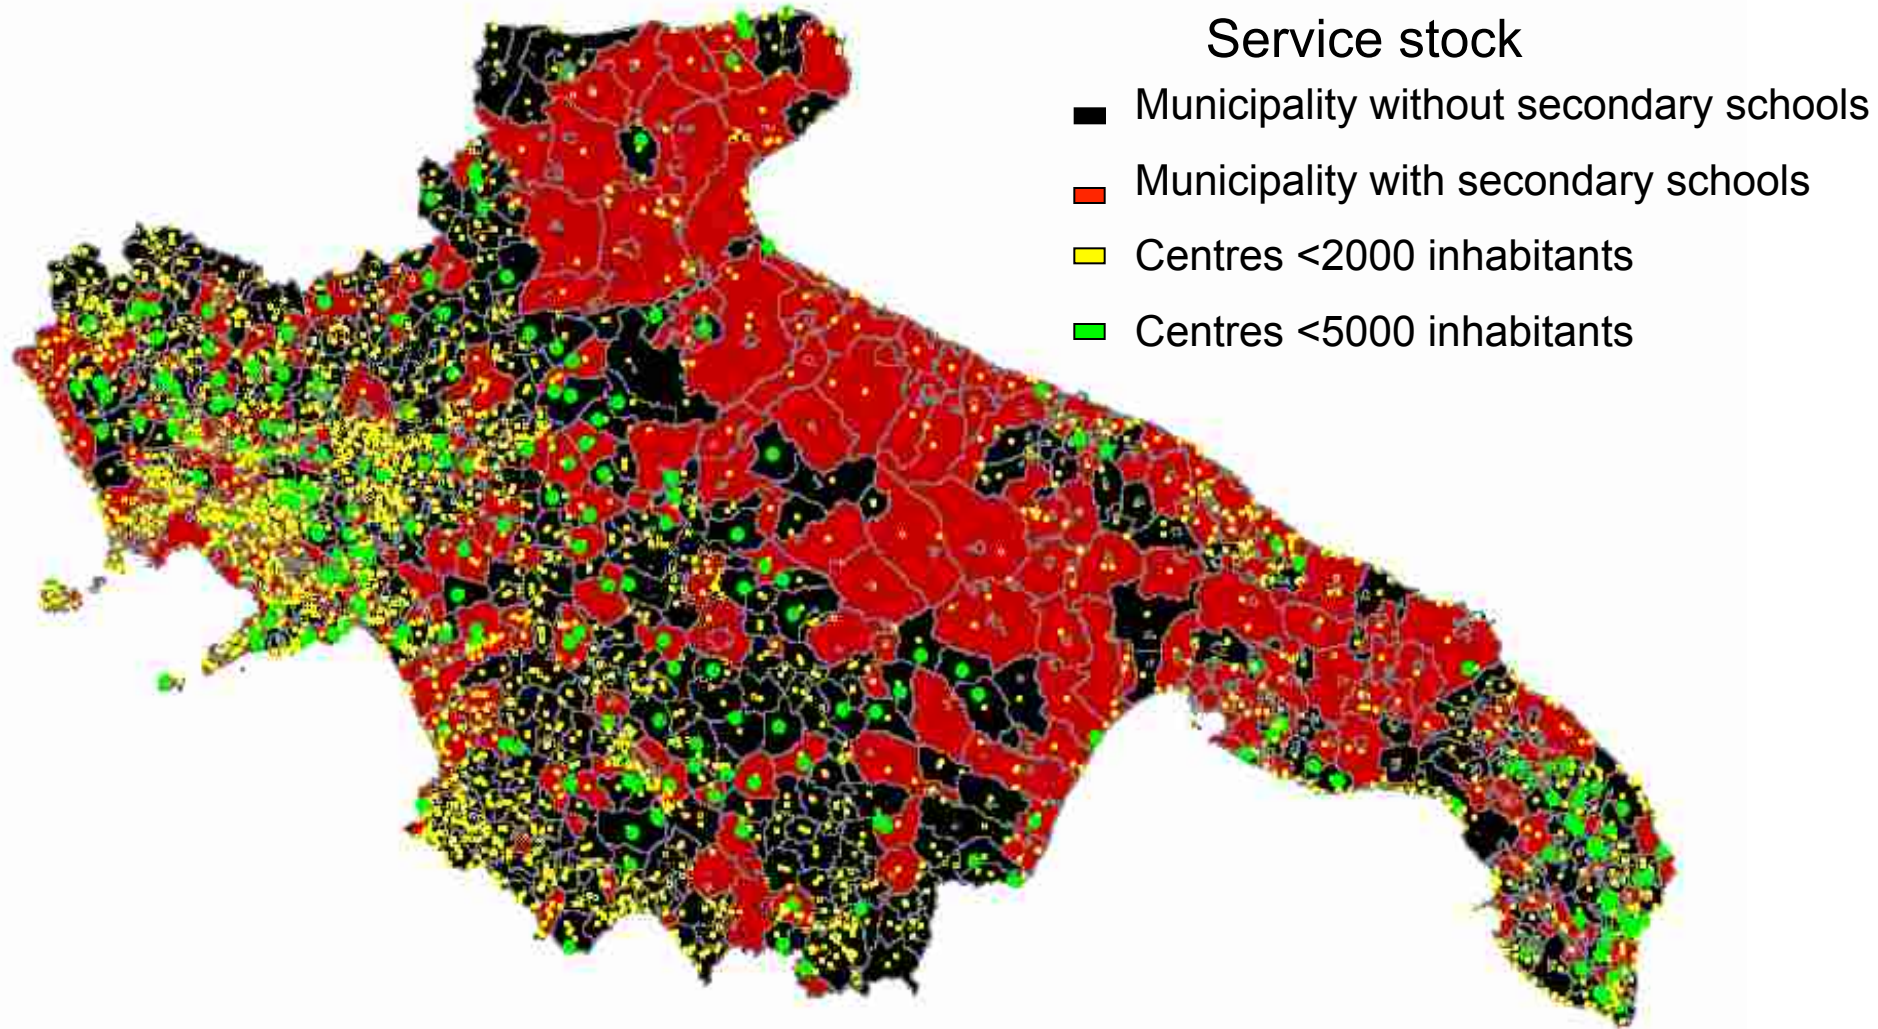 Service stock
Municipality without secondary schools
Municipality with secondary schools
Centres <2000 inhabitants
Centres <5000 inhabitants